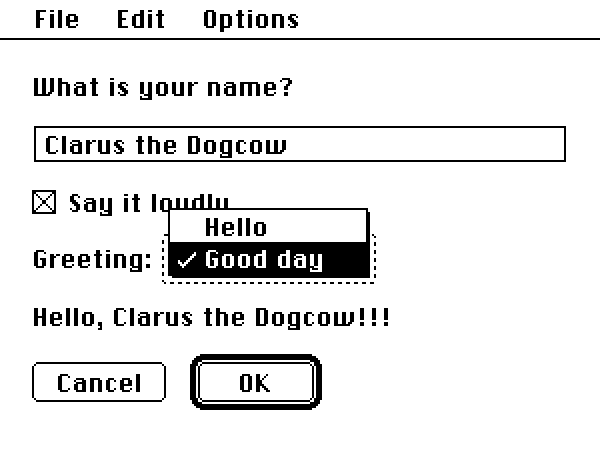 File Edit Options
What is your name?
Clarus the Dogcow
Say it loudly
Hello
Greeting: Good day
Hello, Clarus the Dogcow!!!
Cancel OK